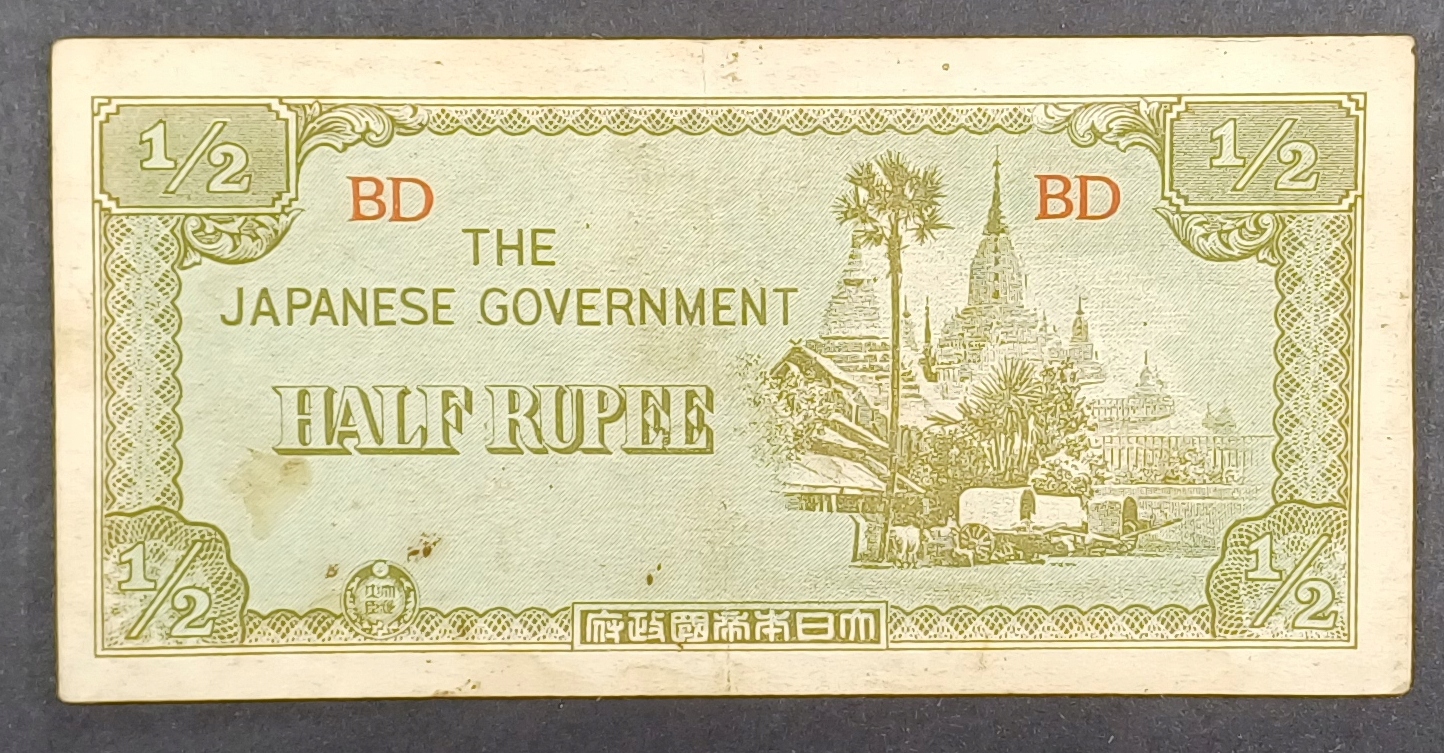 1/2
1/2
BD
BD
THE
JAPANESE GOVERNMENT
HALF RUPEE
1/2
1/2
府政國帝本日大